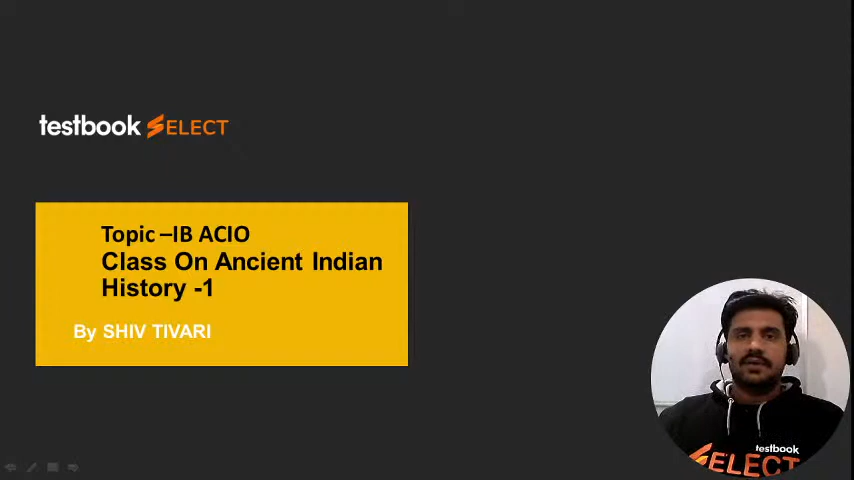 testbook SELECT
Topic –IB ACIO
Class On Ancient Indian
History -1
By SHIV TIVARI
testbook
SELECT